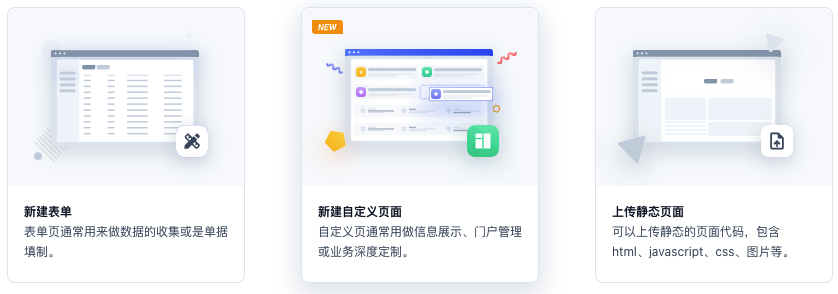 NEW
新建表单
表单页通常用来做数据的收集或是单据
填制。
新建自定义页面
自定义页通常用做信息展示、门户管理
或业务深度定制。
上传静态页面
可以上传静态的页面代码，包含
html、javascript、css、图片等。